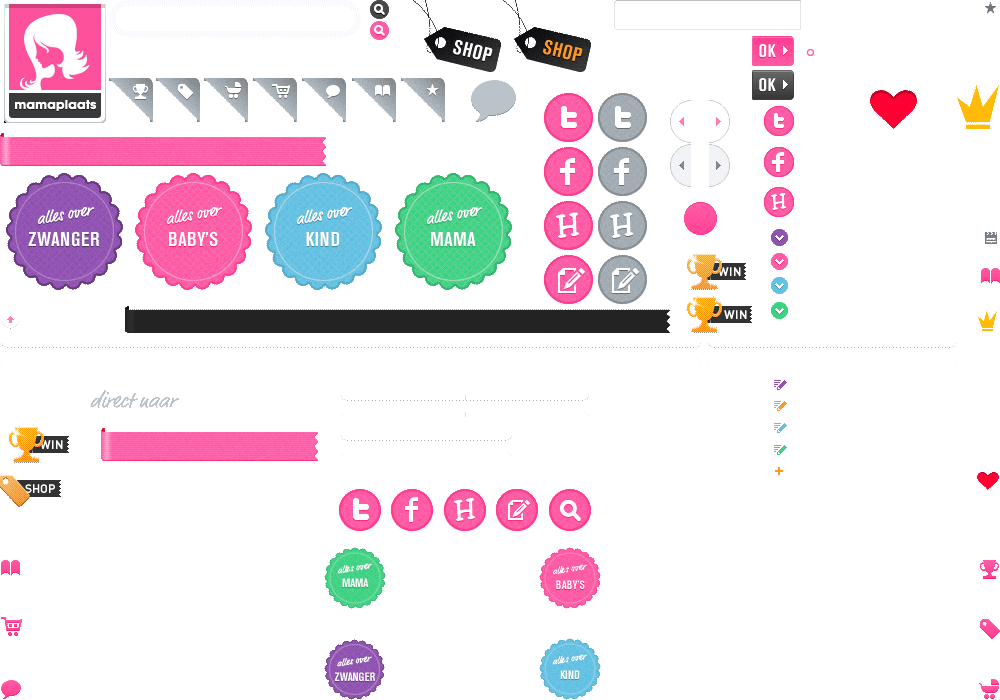 mamaplaats
SHOP
SHOP
OK
OK
alles over
ZWANGER
alles over
BABY'S
alles over
KIND
alles over
MAMA
H
H
H
WIN
WIN
direct naar
WIN
SHOP
H
alles over
MAMA
alles over
BABY'S
alles over
ZWANGER
alles over
KIND